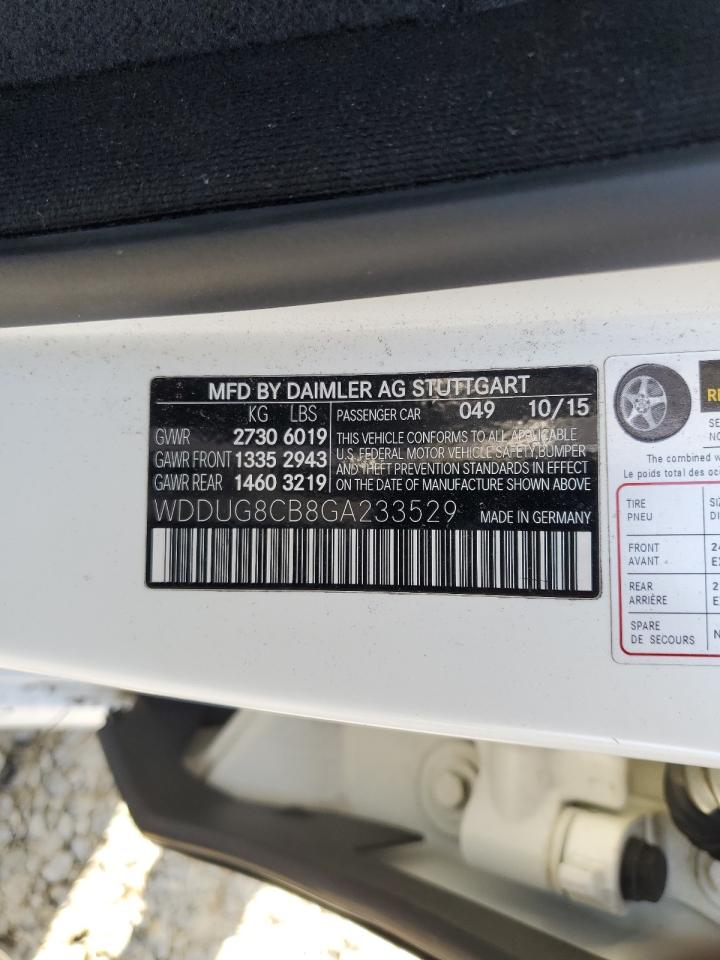 MFD BY DAIMLER AG STUTTGART
KG LBS PASSENGER CAR 049 10/15
GVWR 2730 6019
GAWR FRONT 1335 2943
GAWR REAR 1460 3219
THIS VEHICLE CONFORMS TO ALL APPLICABLE
U.S. FEDERAL MOTOR VEHICLE SAFETY,BUMPER
AND THEFT PREVENTION STANDARDS IN EFFECT
ON THE DATE OF MANUFACTURE SHOWN ABOVE
WDDUG8CB8GA233529 MADE IN GERMANY
The combined w
Le poids total des
TIRE
PNEU
FRONT
AVANT
REAR
ARRIÈRE
SPARE
DE SECOURS